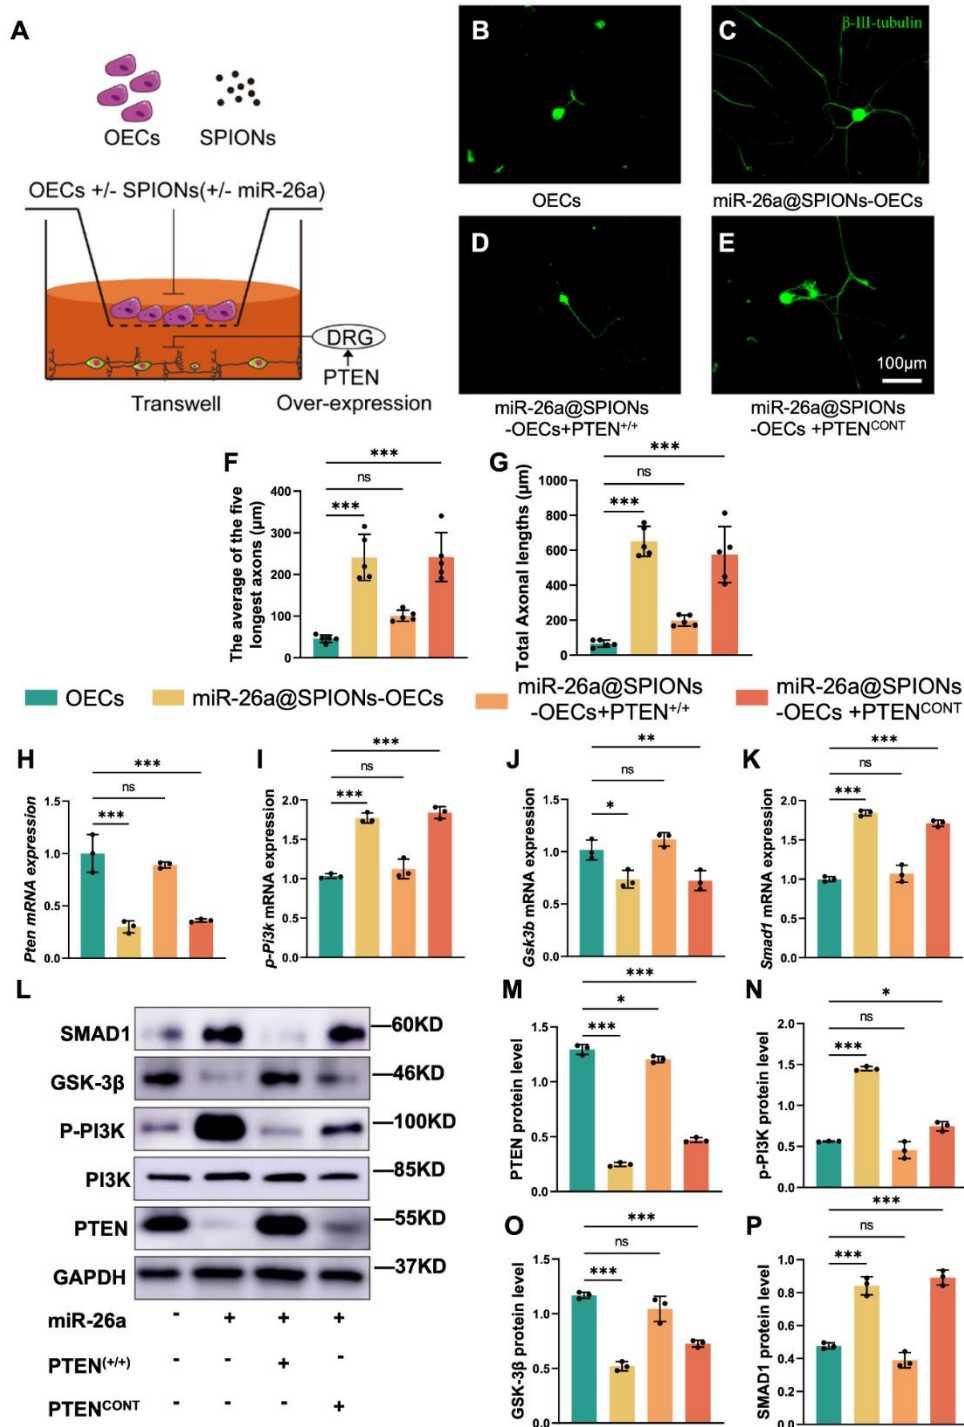 A
OECs
SPIONs
OECs +/- SPIONs(+/- miR-26a)
DRG
PTEN
Transwell
Over-expression
B
OECs
C
β-III-tubulin
miR-26a@SPIONs-OECs
D
miR-26a@SPIONs
-OECs+PTEN+/+
E
100μm
miR-26a@SPIONs
-OECs +PTENCONT
F
The average of the five
longest axons (μm)
400
300
200
100
0
***
ns
***
G
Total Axonal lengths (μm)
1000
800
600
400
200
0
***
ns
***
OECs
miR-26a@SPIONs-OECs
miR-26a@SPIONs
-OECs+PTEN+/+
miR-26a@SPIONs
-OECs +PTENCONT
H
Pten mRNA expression
1.5
1.0
0.5
0.0
***
ns
***
I
p-Pi3k mRNA expression
2.0
1.5
1.0
0.5
0.0
***
ns
***
J
Gsk3b mRNA expression
1.5
1.0
0.5
0.0
**
ns
*
K
Smad1 mRNA expression
2.0
1.5
1.0
0.5
0.0
***
ns
***
L
SMAD1
60KD
GSK-3β
46KD
P-PI3K
100KD
PI3K
85KD
PTEN
55KD
GAPDH
37KD
miR-26a - + + +
PTEN(+/+) - - + -
PTENCONT - - - +
M
PTEN protein level
1.5
1.0
0.5
0.0
***
*
***
N
p-PI3K protein level
2.0
1.5
1.0
0.5
0.0
*
ns
***
O
GSK-3β protein level
1.5
1.0
0.5
0.0
***
ns
***
P
SMAD1 protein level
1.0
0.8
0.6
0.4
0.2
0.0
***
ns
***